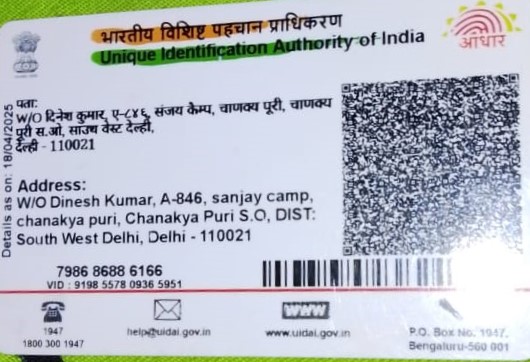 भारतीय विशिष्ट पहचान प्राधिकरण
Unique Identification Authority of India
आधार
Details as on: 18/04/2025
पता:
W/O दिनेश कुमार, ए-८४६, संजय कैम्प, चाणक्य पूरी, चाणक्य
पूरी स.ओ, साउथ वेस्ट देल्ही,
देल्ही - 110021
Address:
W/O Dinesh Kumar, A-846, sanjay camp,
chanakya puri, Chanakya Puri S.O, DIST:
South West Delhi, Delhi - 110021
7986 8688 6166
VID : 9198 5578 0936 5951
1947
1800 300 1947
help@uidai.gov.in
www
www.uidai.gov.in
P.O. Box No. 1947,
Bengaluru-560 001